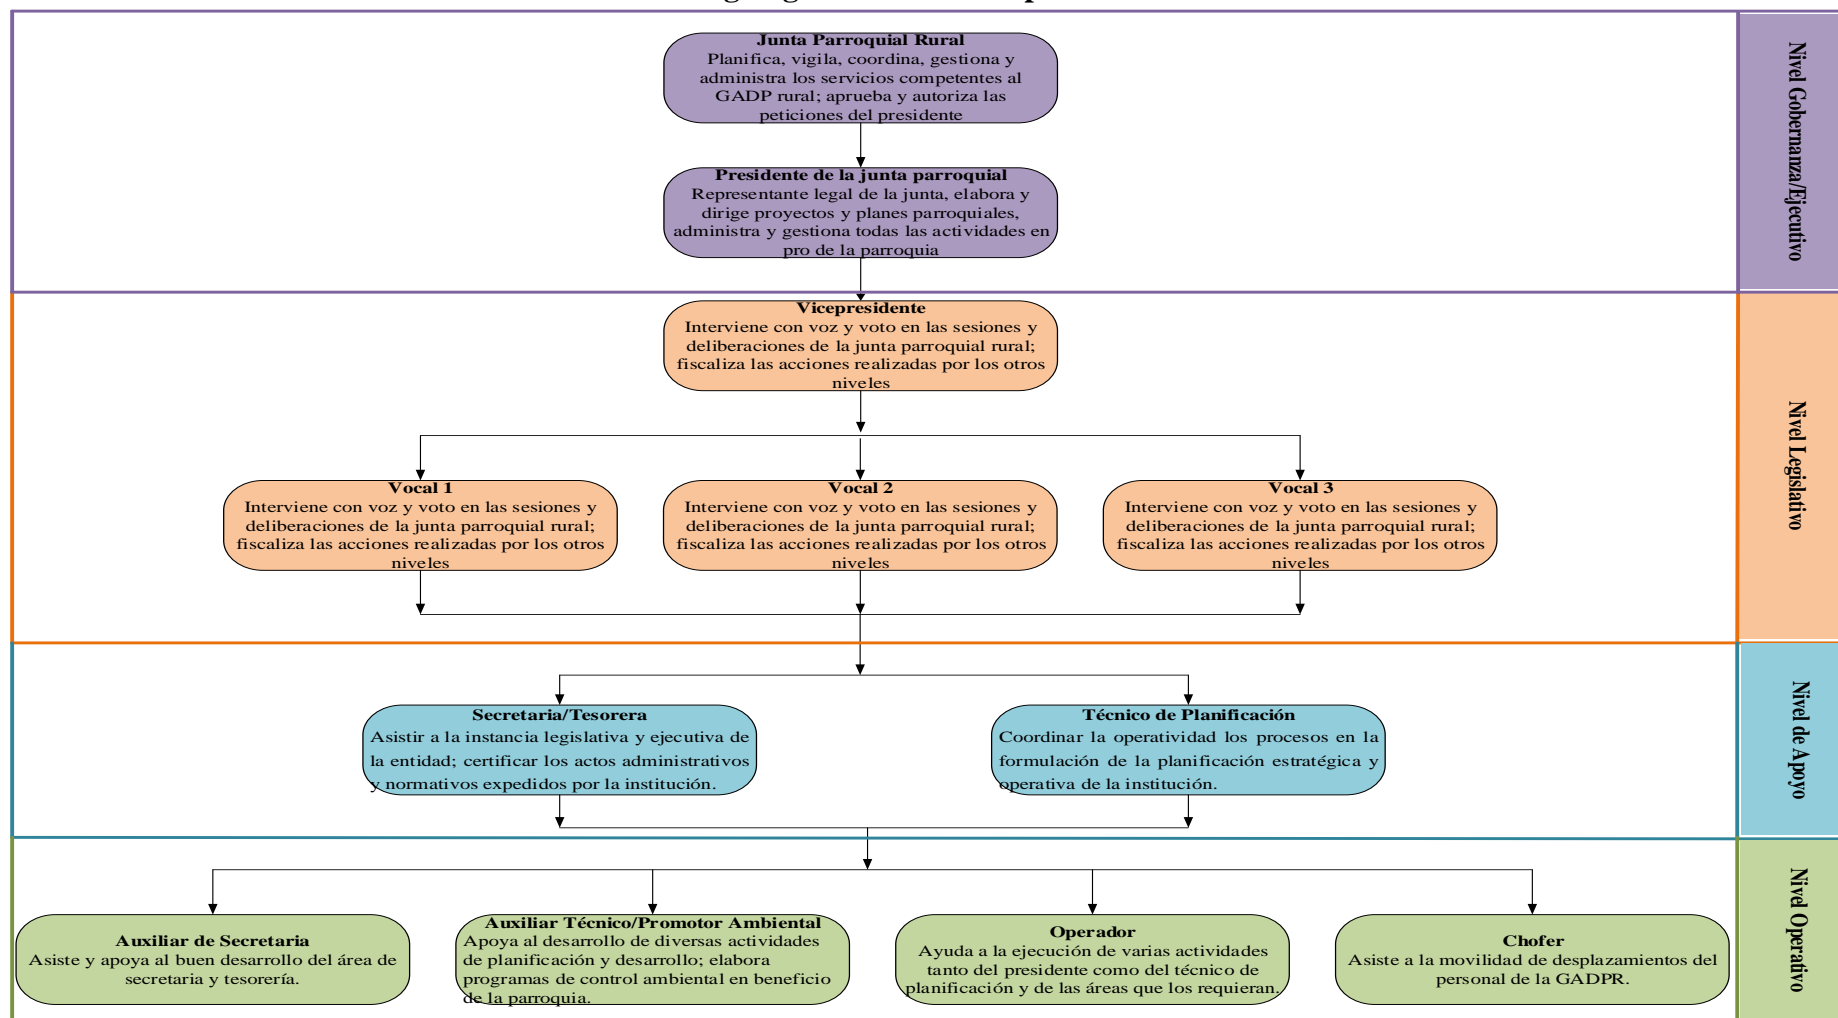 Junta Parroquial Rural
Planifica, vigila, coordina, gestiona y
administra los servicios competentes al
GADP rural; aprueba y autoriza las
peticiones del presidente
Presidente de la junta parroquial
Representante legal de la junta, elabora y
dirige proyectos y planes parroquiales,
administra y gestiona todas las actividades en
pro de la parroquia
Nivel Gobernanza/Ejecutivo
Vicepresidente
Interviene con voz y voto en las sesiones y
deliberaciones de la junta parroquial rural;
fiscaliza las acciones realizadas por los otros
niveles
Vocal 1
Interviene con voz y voto en las sesiones y
deliberaciones de la junta parroquial rural;
fiscaliza las acciones realizadas por los otros
niveles
Vocal 2
Interviene con voz y voto en las sesiones y
deliberaciones de la junta parroquial rural;
fiscaliza las acciones realizadas por los otros
niveles
Vocal 3
Interviene con voz y voto en las sesiones y
deliberaciones de la junta parroquial rural;
fiscaliza las acciones realizadas por los otros
niveles
Nivel Legislativo
Secretaria/Tesorera
Asistir a la instancia legislativa y ejecutiva de
la entidad; certificar los actos administrativos
y normativos expedidos por la institución.
Técnico de Planificación
Coordinar la operatividad los procesos en la
formulación de la planificación estratégica y
operativa de la institución.
Nivel de Apoyo
Auxiliar de Secretaria
Asiste y apoya al buen desarrollo del área de
secretaria y tesorería.
Auxiliar Técnico/Promotor Ambiental
Apoya al desarrollo de diversas actividades
de planificación y desarrollo; elabora
programas de control ambiental en beneficio
de la parroquia.
Operador
Ayuda a la ejecución de varias actividades
tanto del presidente como del técnico de
planificación y de las áreas que los requieran.
Chofer
Asiste a la movilidad de desplazamientos del
personal de la GADPR.
Nivel Operativo